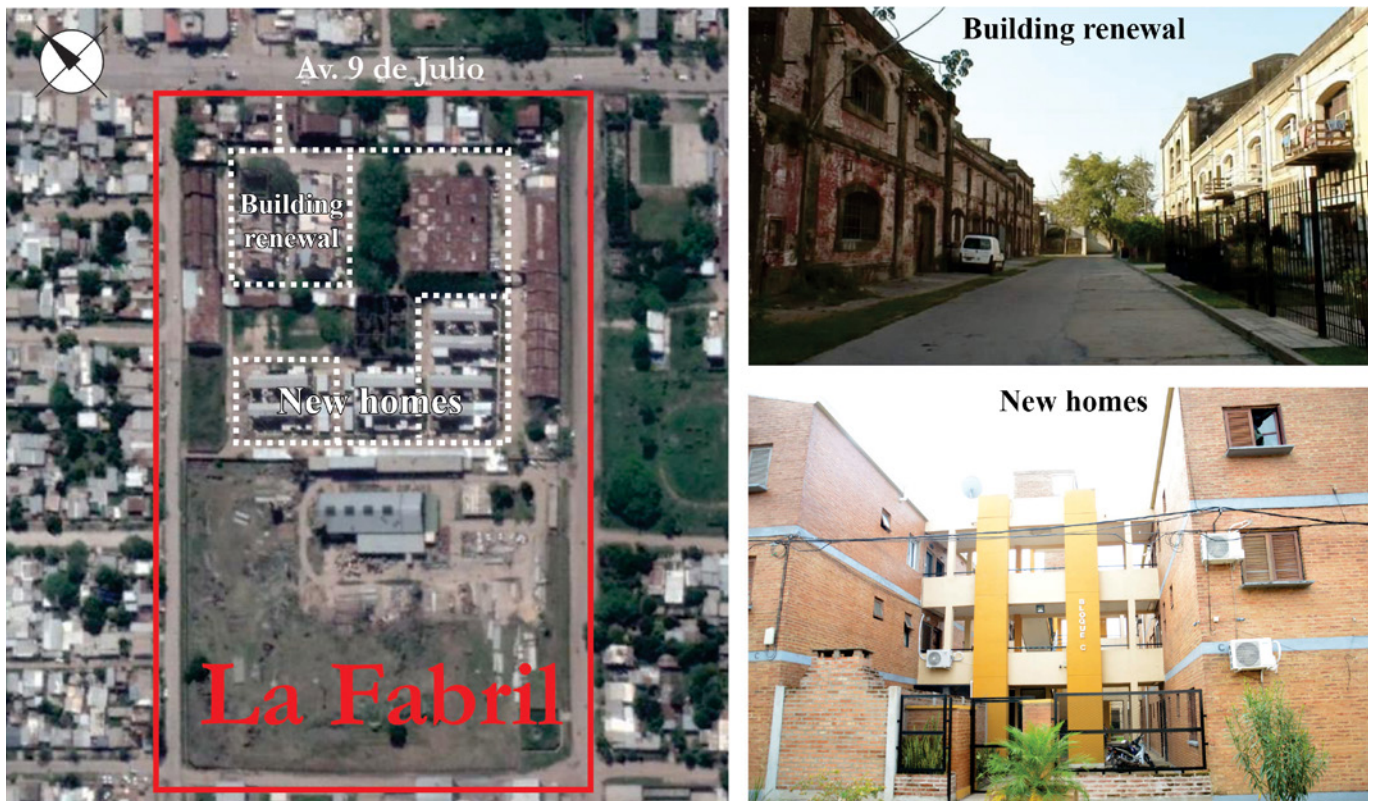 Av. 9 de Julio
Building
renewal
New homes
La Fabril
Building renewal
New homes
BLOQUE C